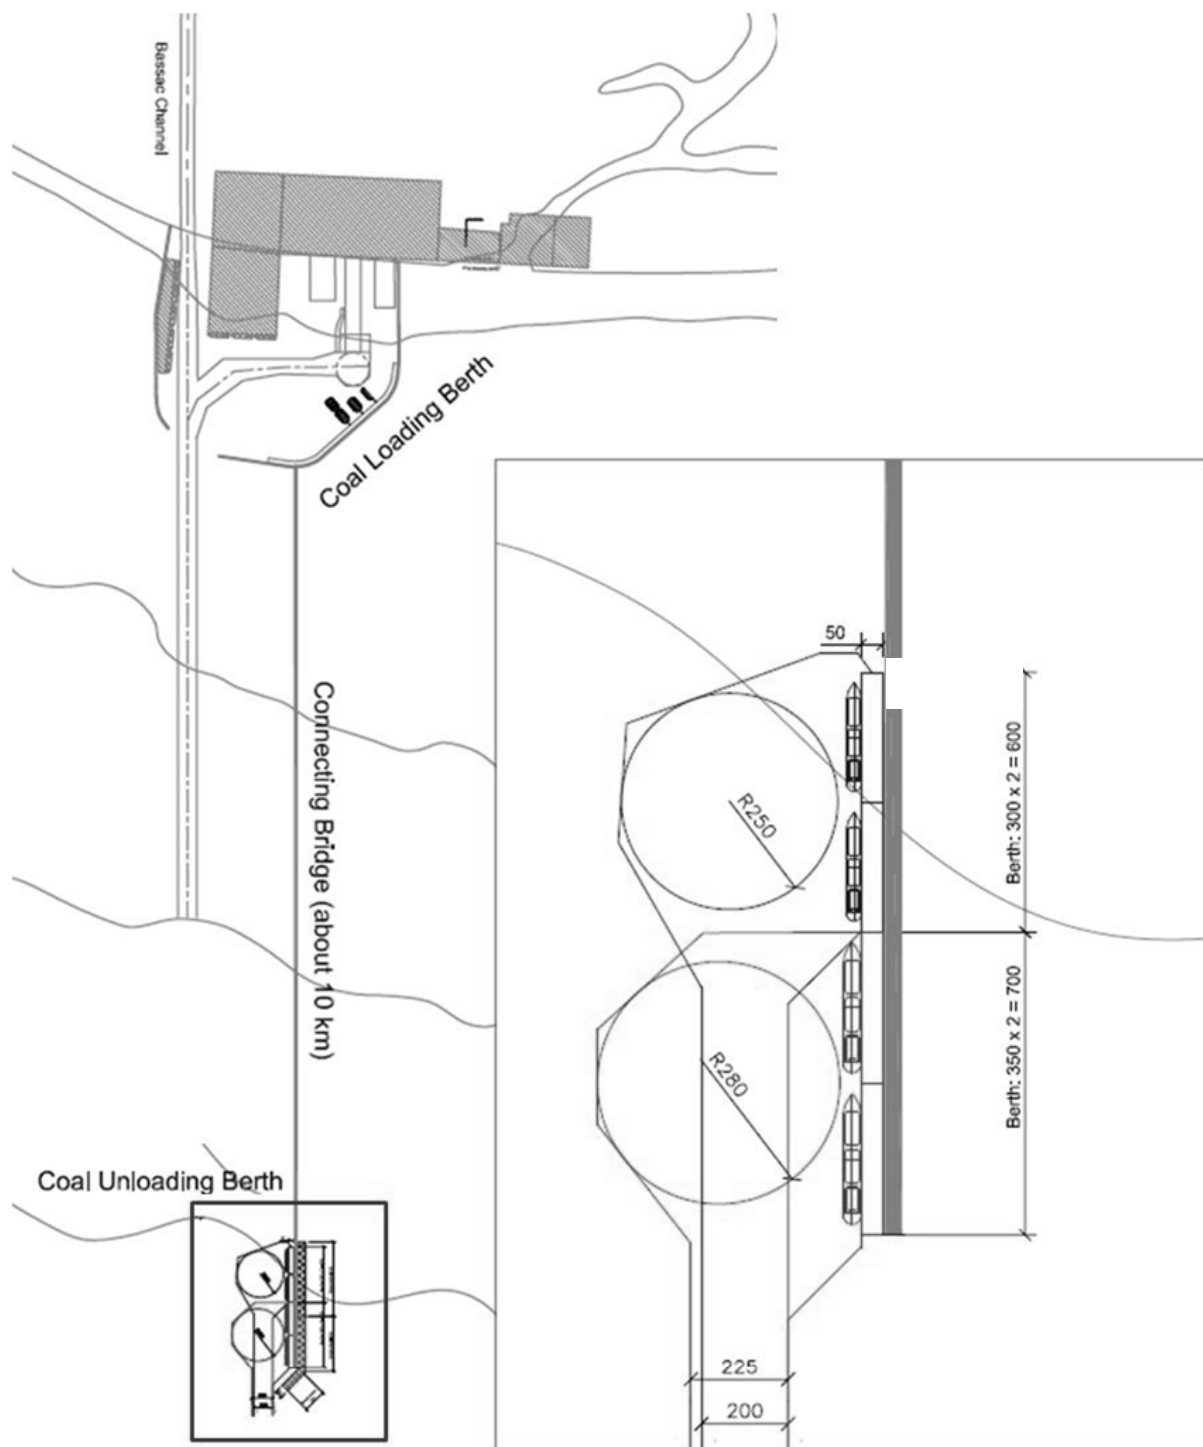 Bassac Channel
Coal Loading Berth
Connecting Bridge (about 10 km)
Coal Unloading Berth
50
R250
Berth: 300 x 2 = 600
R280
Berth: 350 x 2 = 700
225
200